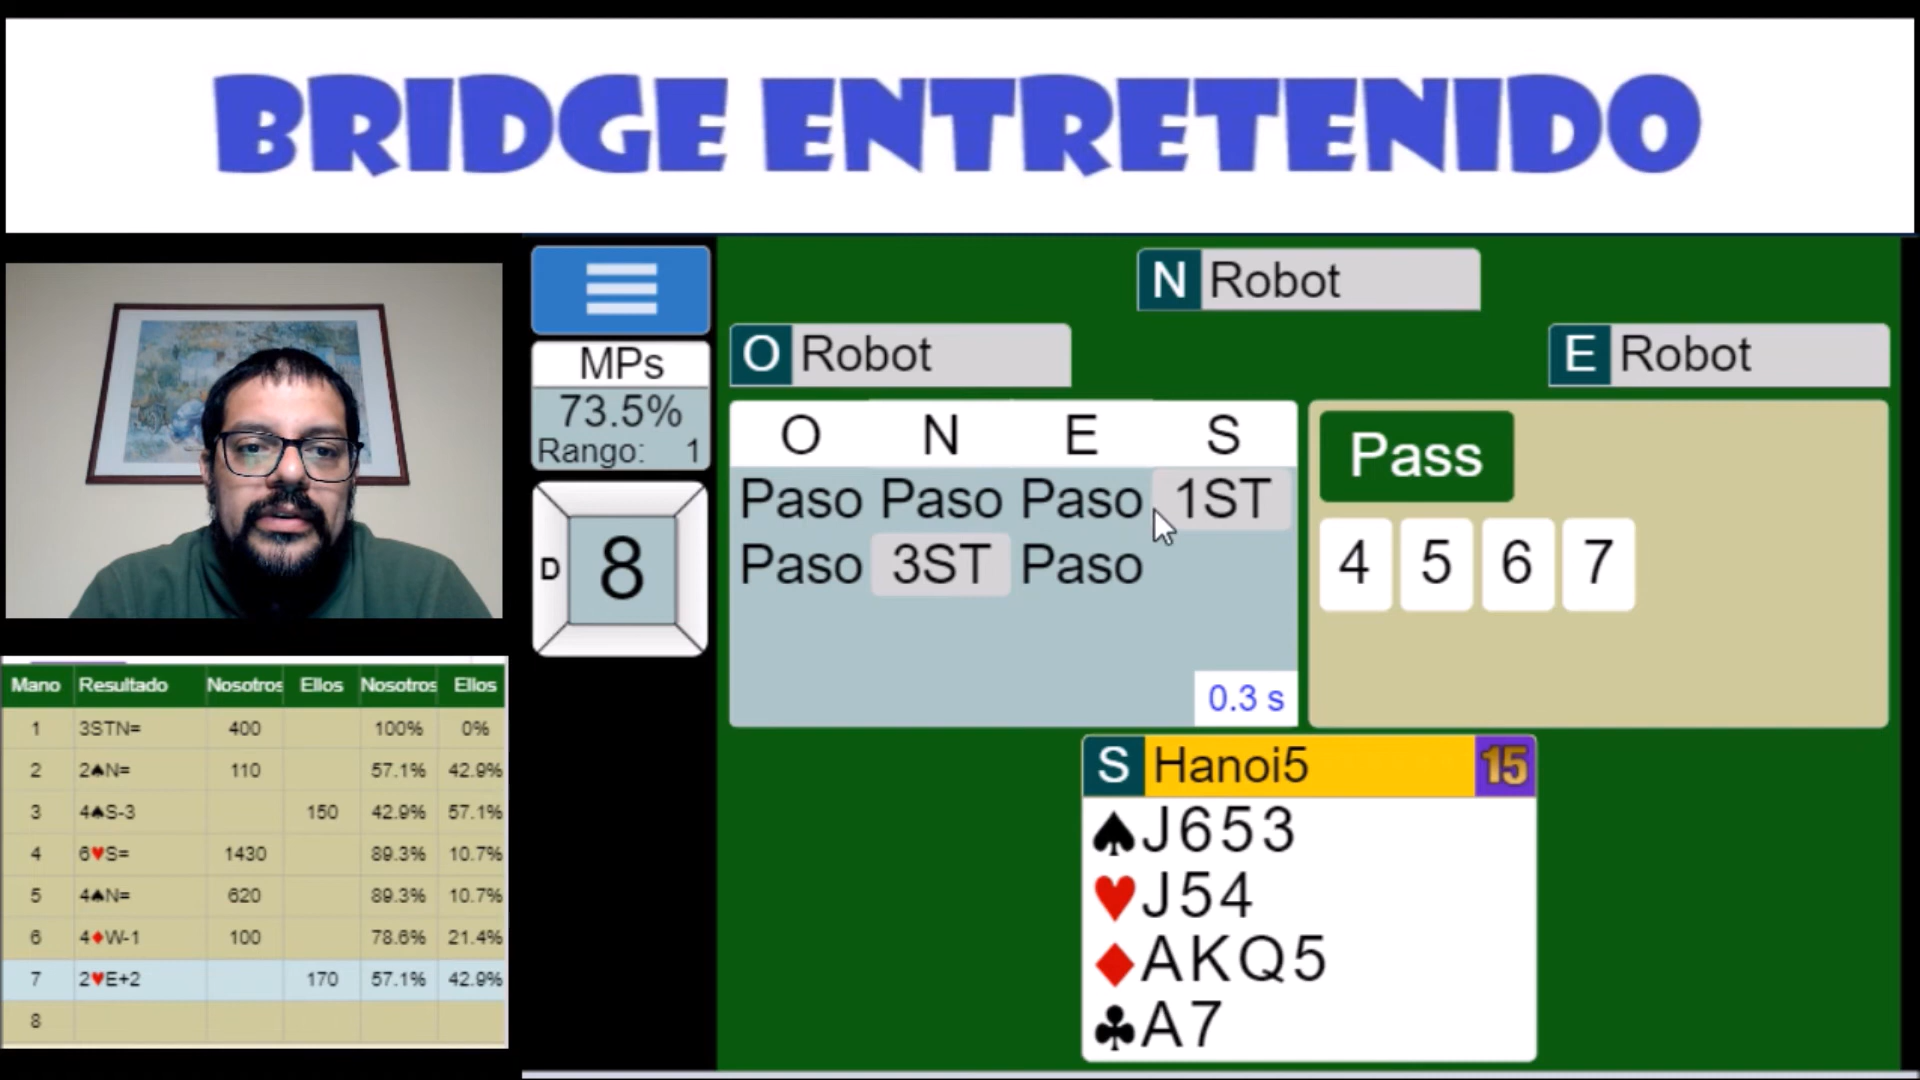 BRIDGE ENTRETENIDO
N Robot
O Robot
E Robot
MPs
73.5%
Rango: 1
D 8
O N E S
Paso Paso Paso 1ST
Paso 3ST Paso
0.3 s
Pass
4 5 6 7
S Hanoi5 15
♠J653
♥J54
♦AKQ5
♣A7
Mano Resultado Nosotros Ellos Nosotros Ellos
1 3STN= 400 100% 0%
2 2♠N= 110 57.1% 42.9%
3 4♠S-3 150 42.9% 57.1%
4 6♥S= 1430 89.3% 10.7%
5 4♠N= 620 89.3% 10.7%
6 4♦W-1 100 78.6% 21.4%
7 2♥E+2 170 57.1% 42.9%
8